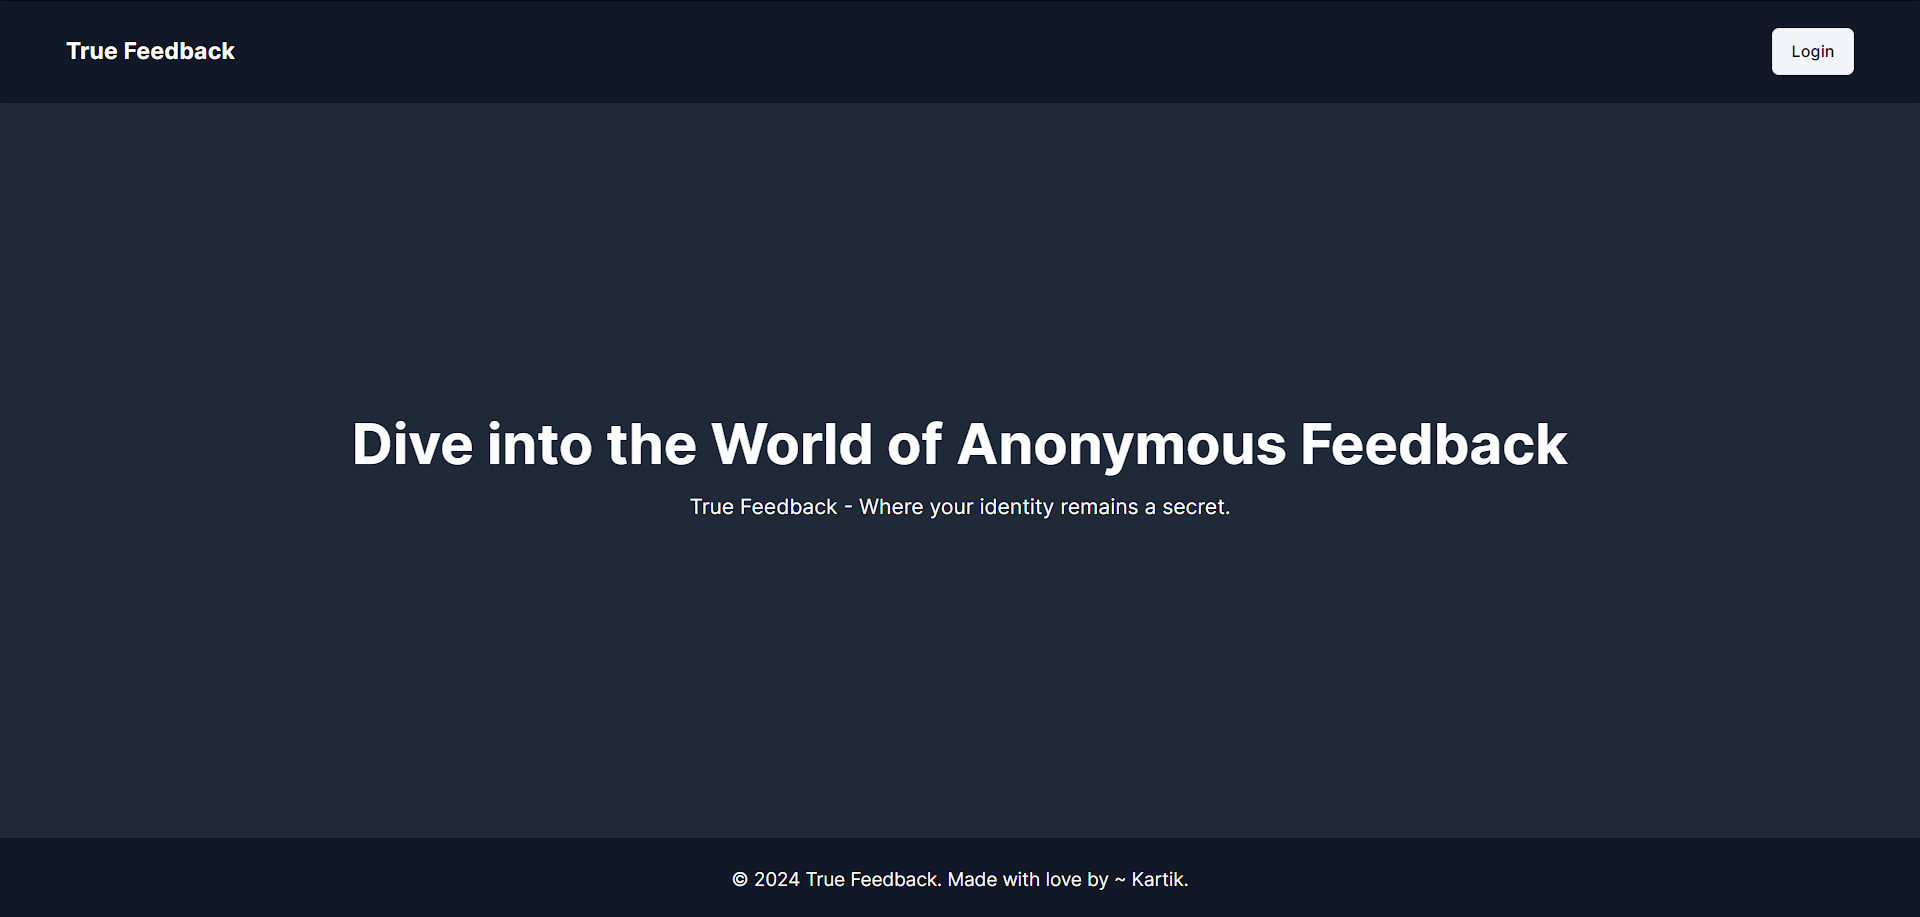 True Feedback
Login
Dive into the World of Anonymous Feedback
True Feedback - Where your identity remains a secret.
© 2024 True Feedback. Made with love by ~ Kartik.